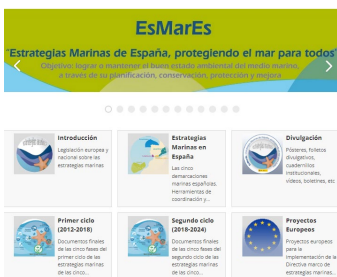 EsMarEs
"Estrategias Marinas de España, protegiendo el mar para todos"
Objetivo: lograr o mantener el buen estado ambiental del medio marino,
a través de su planificación, conservación, protección y mejora
Introducción
Legislación europea y
nacional sobre las
estrategias marinas
Estrategias
Marinas en
España
Las cinco
demarcaciones
marinas españolas.
Herramientas de
coordinación y...
Divulgación
Pósteres, folletos
divulgativos,
cuadernillos
institucionales,
vídeos, boletines, etc
Primer ciclo
(2012-2018)
Documentos finales
de las cinco fases del
primer ciclo de las
estrategias marinas
de las cinco...
Segundo ciclo
(2018-2024)
Documentos finales
de las cinco fases del
segundo ciclo de las
estrategias marinas
de las cinco...
Proyectos
Europeos
Proyectos europeos
para la
implementación de la
Directiva marco de
estrategias marinas...